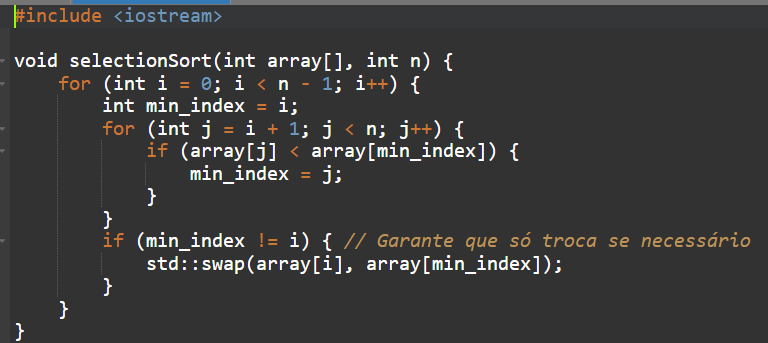 #include <iostream>
void selectionSort(int array[], int n) {
    for (int i = 0; i < n - 1; i++) {
        int min_index = i;
        for (int j = i + 1; j < n; j++) {
            if (array[j] < array[min_index]) {
                min_index = j;
            }
        }
        if (min_index != i) { // Garante que só troca se necessário
            std::swap(array[i], array[min_index]);
        }
    }
}